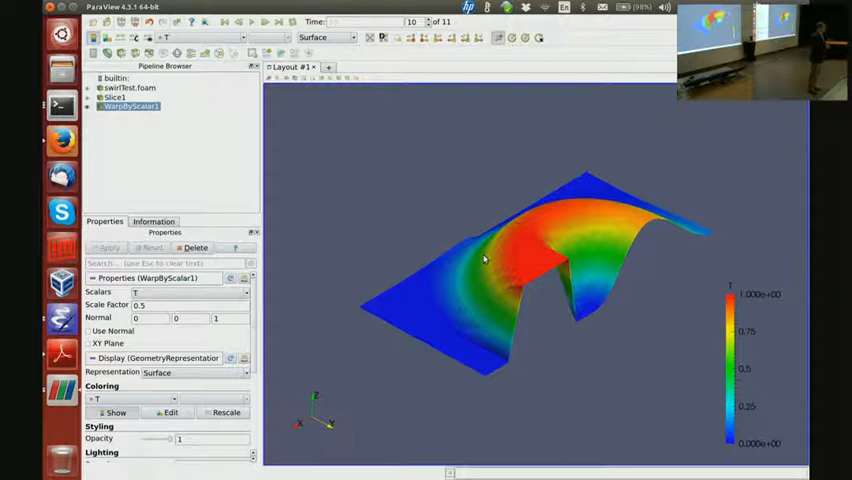 ParaView 4.3.1 64-bit
En
(98%)
Time:
10
of 11
T
Surface
Pipeline Browser
Layout #1
builtin:
swirlTest.foam
Slice1
WarpByScalar1
Properties
Information
Properties
Apply
Reset
Delete
?
Search... (use Esc to clear text)
Properties (WarpByScalar1)
Scalars
T
Scale Factor
0.5
Normal
0
0
1
Use Normal
XY Plane
Display (GeometryRepresentation
Representation
Surface
Coloring
T
Show
Edit
Rescale
Styling
Opacity
1
Lighting
Z
X
Y
T
1.000e+00
0.75
0.5
0.25
0.000e+00